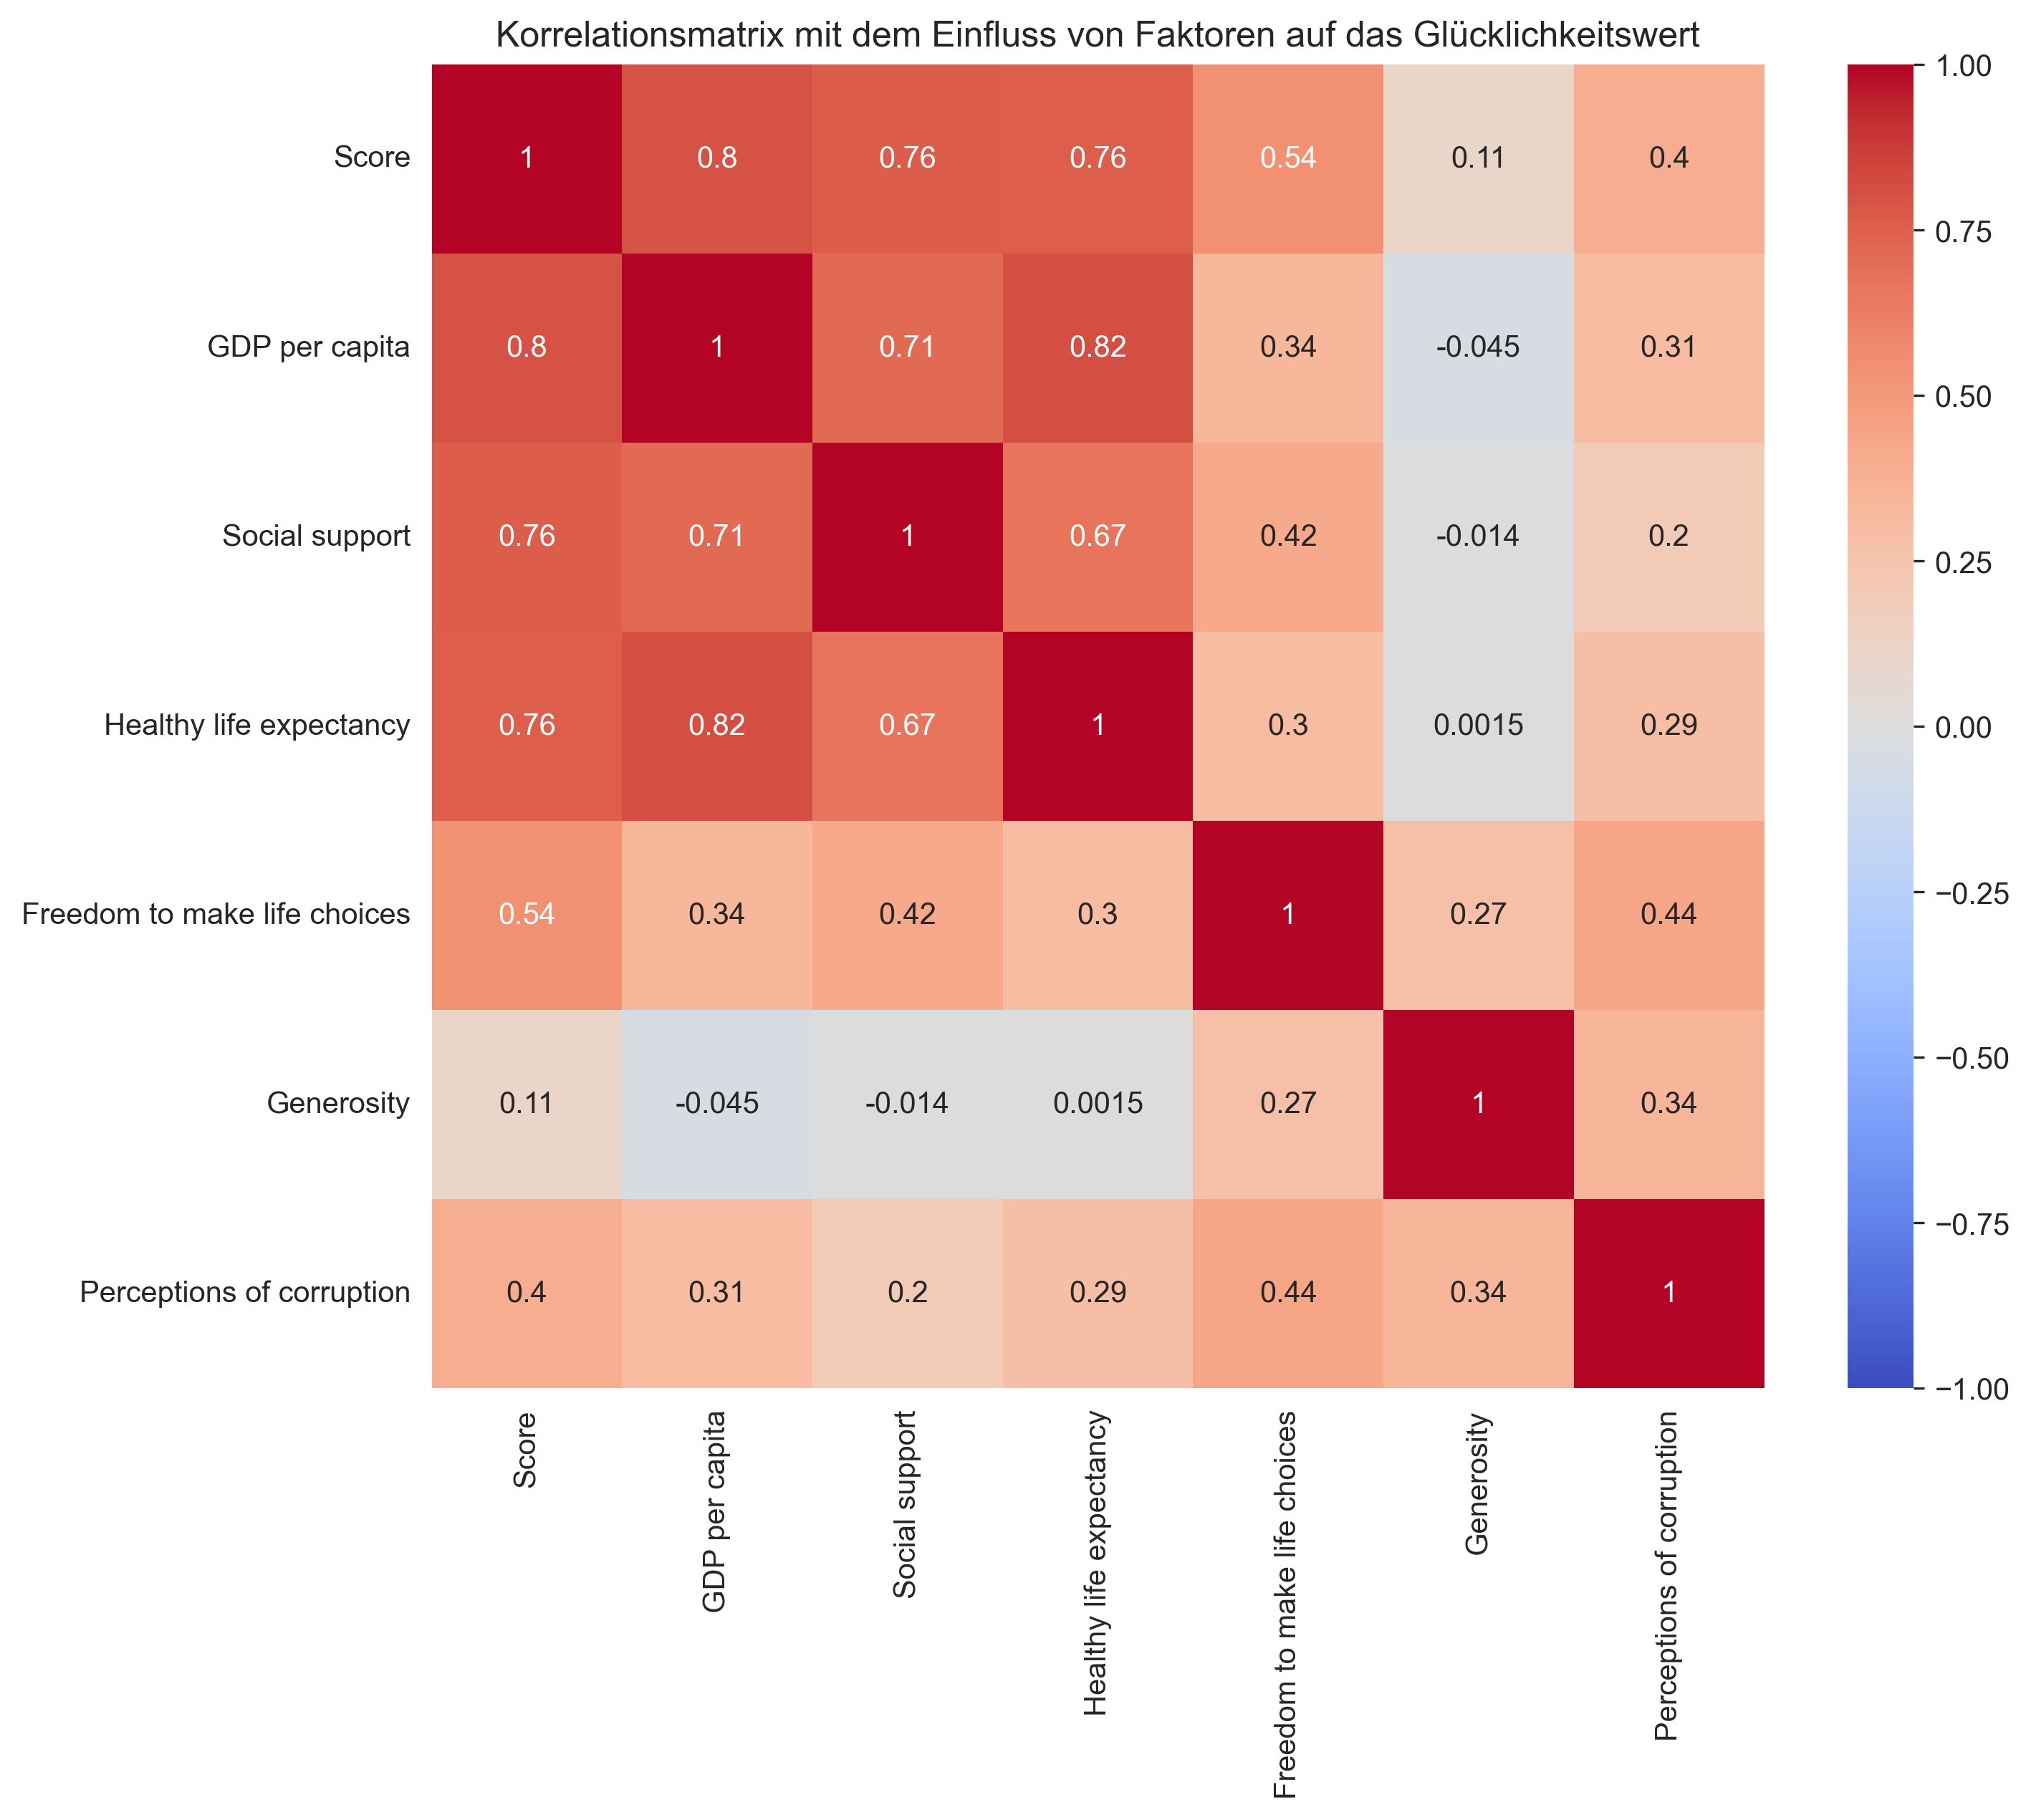 Korrelationsmatrix mit dem Einfluss von Faktoren auf das Glücklichkeitswert
Score 1 0.8 0.76 0.76 0.54 0.11 0.4
GDP per capita 0.8 1 0.71 0.82 0.34 -0.045 0.31
Social support 0.76 0.71 1 0.67 0.42 -0.014 0.2
Healthy life expectancy 0.76 0.82 0.67 1 0.3 0.0015 0.29
Freedom to make life choices 0.54 0.34 0.42 0.3 1 0.27 0.44
Generosity 0.11 -0.045 -0.014 0.0015 0.27 1 0.34
Perceptions of corruption 0.4 0.31 0.2 0.29 0.44 0.34 1
Score
GDP per capita
Social support
Healthy life expectancy
Freedom to make life choices
Generosity
Perceptions of corruption
1.00
0.75
0.50
0.25
0.00
−0.25
−0.50
−0.75
−1.00